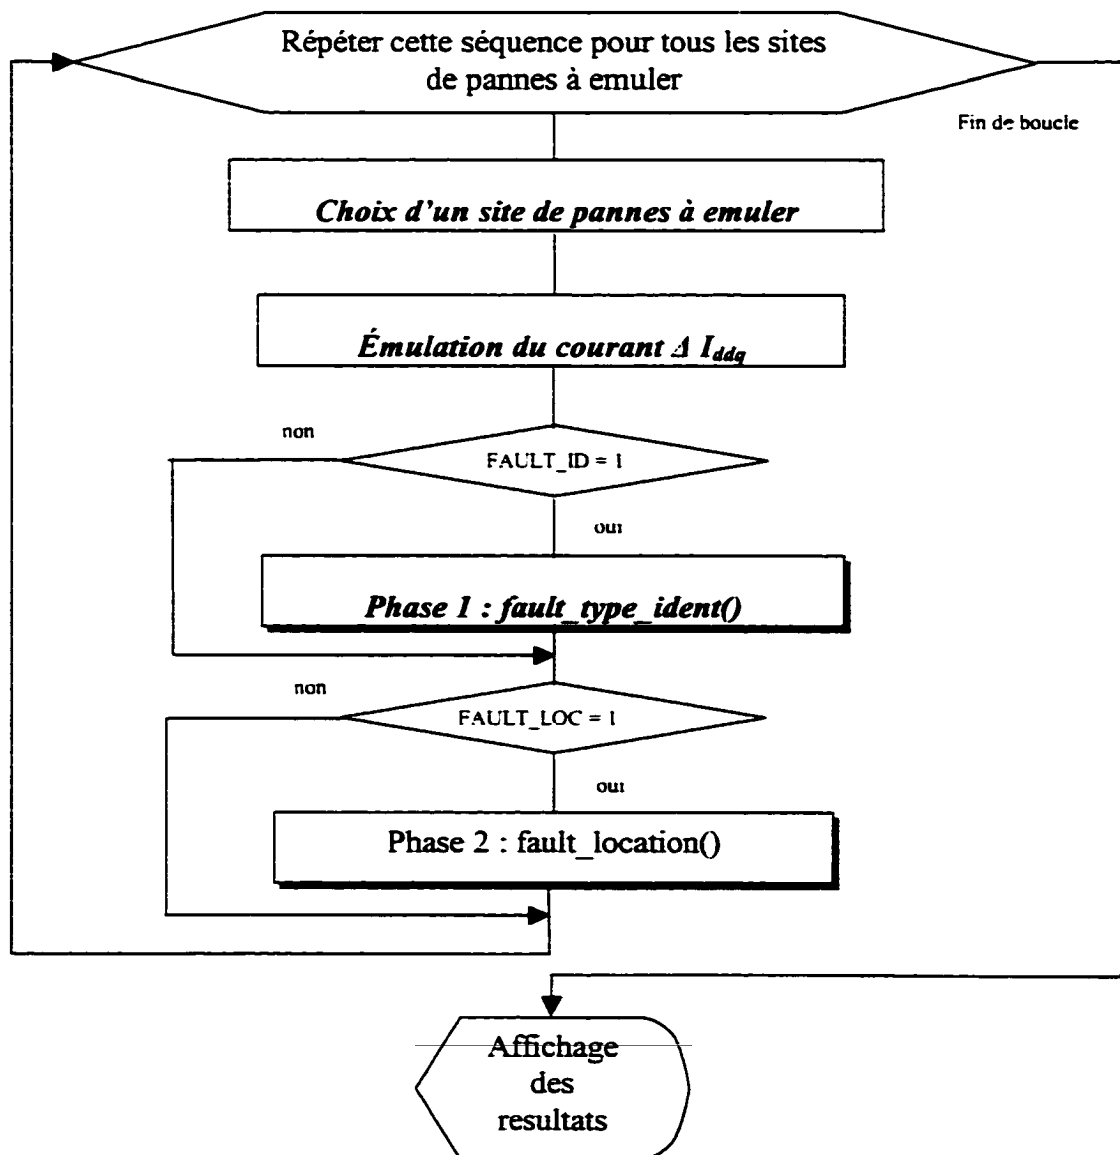 Répéter cette séquence pour tous les sites
de pannes à emuler
Fin de boucle
Choix d'un site de pannes à emuler
Émulation du courant Δ I_ddq
non
FAULT_ID = 1
oui
Phase 1 : fault_type_ident()
non
FAULT_LOC = 1
oui
Phase 2 : fault_location()
Affichage
des
resultats